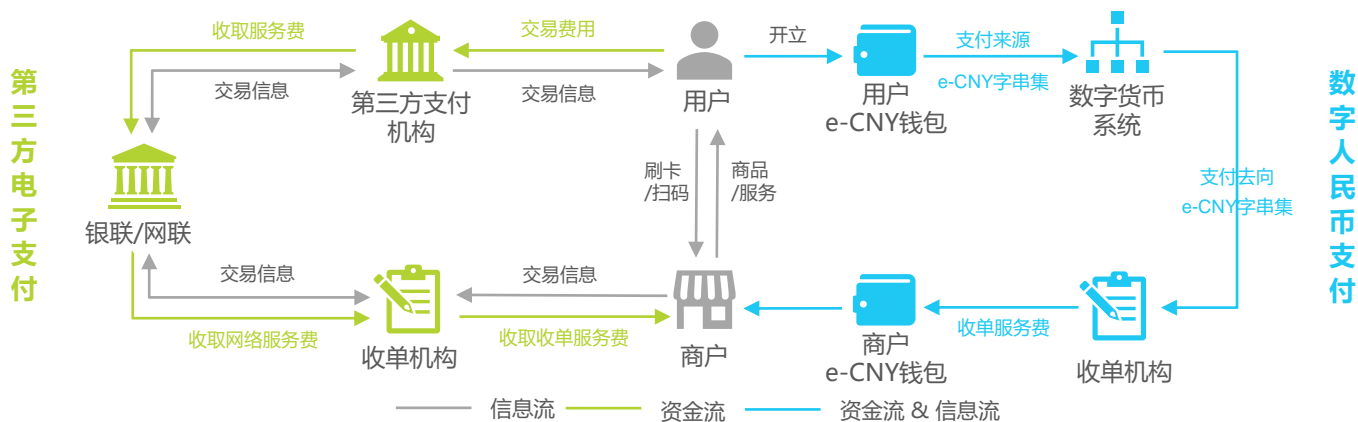 第三方电子支付
收取服务费
交易费用
开立
支付来源
e-CNY字串集
交易信息
交易信息
第三方支付
机构
用户
用户
e-CNY钱包
数字货币
系统
数字人民币支付
刷卡
/扫码
商品
/服务
支付去向
e-CNY字串集
银联/网联
交易信息
交易信息
收取网络服务费
收取收单服务费
收单服务费
收单机构
商户
商户
e-CNY钱包
收单机构
信息流
资金流
资金流 & 信息流